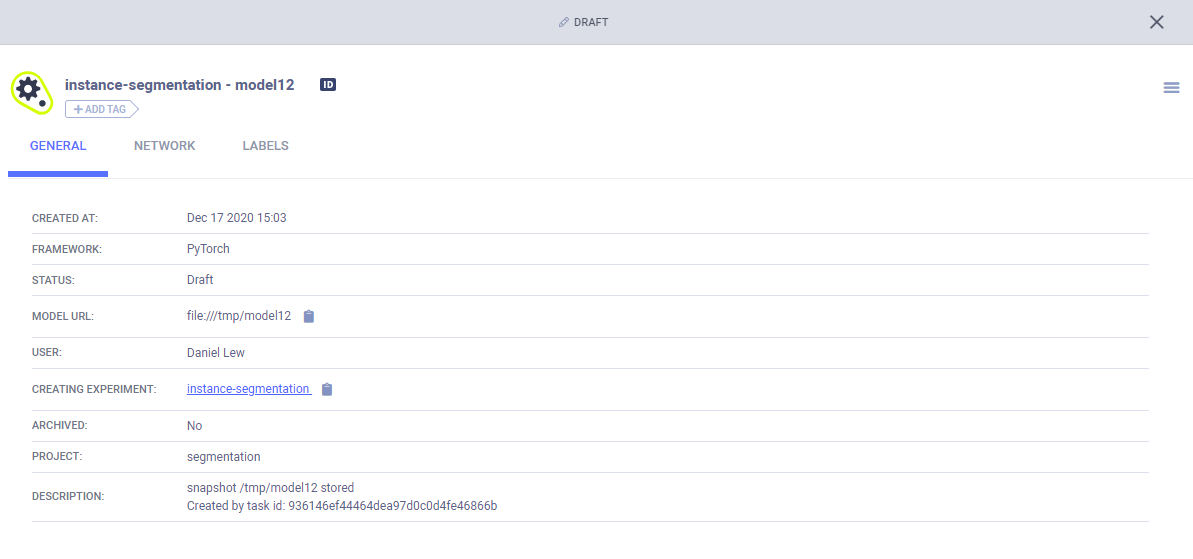 DRAFT
instance-segmentation - model12 ID
ADD TAG
GENERAL NETWORK LABELS
CREATED AT: Dec 17 2020 15:03
FRAMEWORK: PyTorch
STATUS: Draft
MODEL URL: file:///tmp/model12
USER: Daniel Lew
CREATING EXPERIMENT: instance-segmentation
ARCHIVED: No
PROJECT: segmentation
DESCRIPTION: snapshot /tmp/model12 stored
Created by task id: 936146ef44464dea97d0c0d4fe46866b